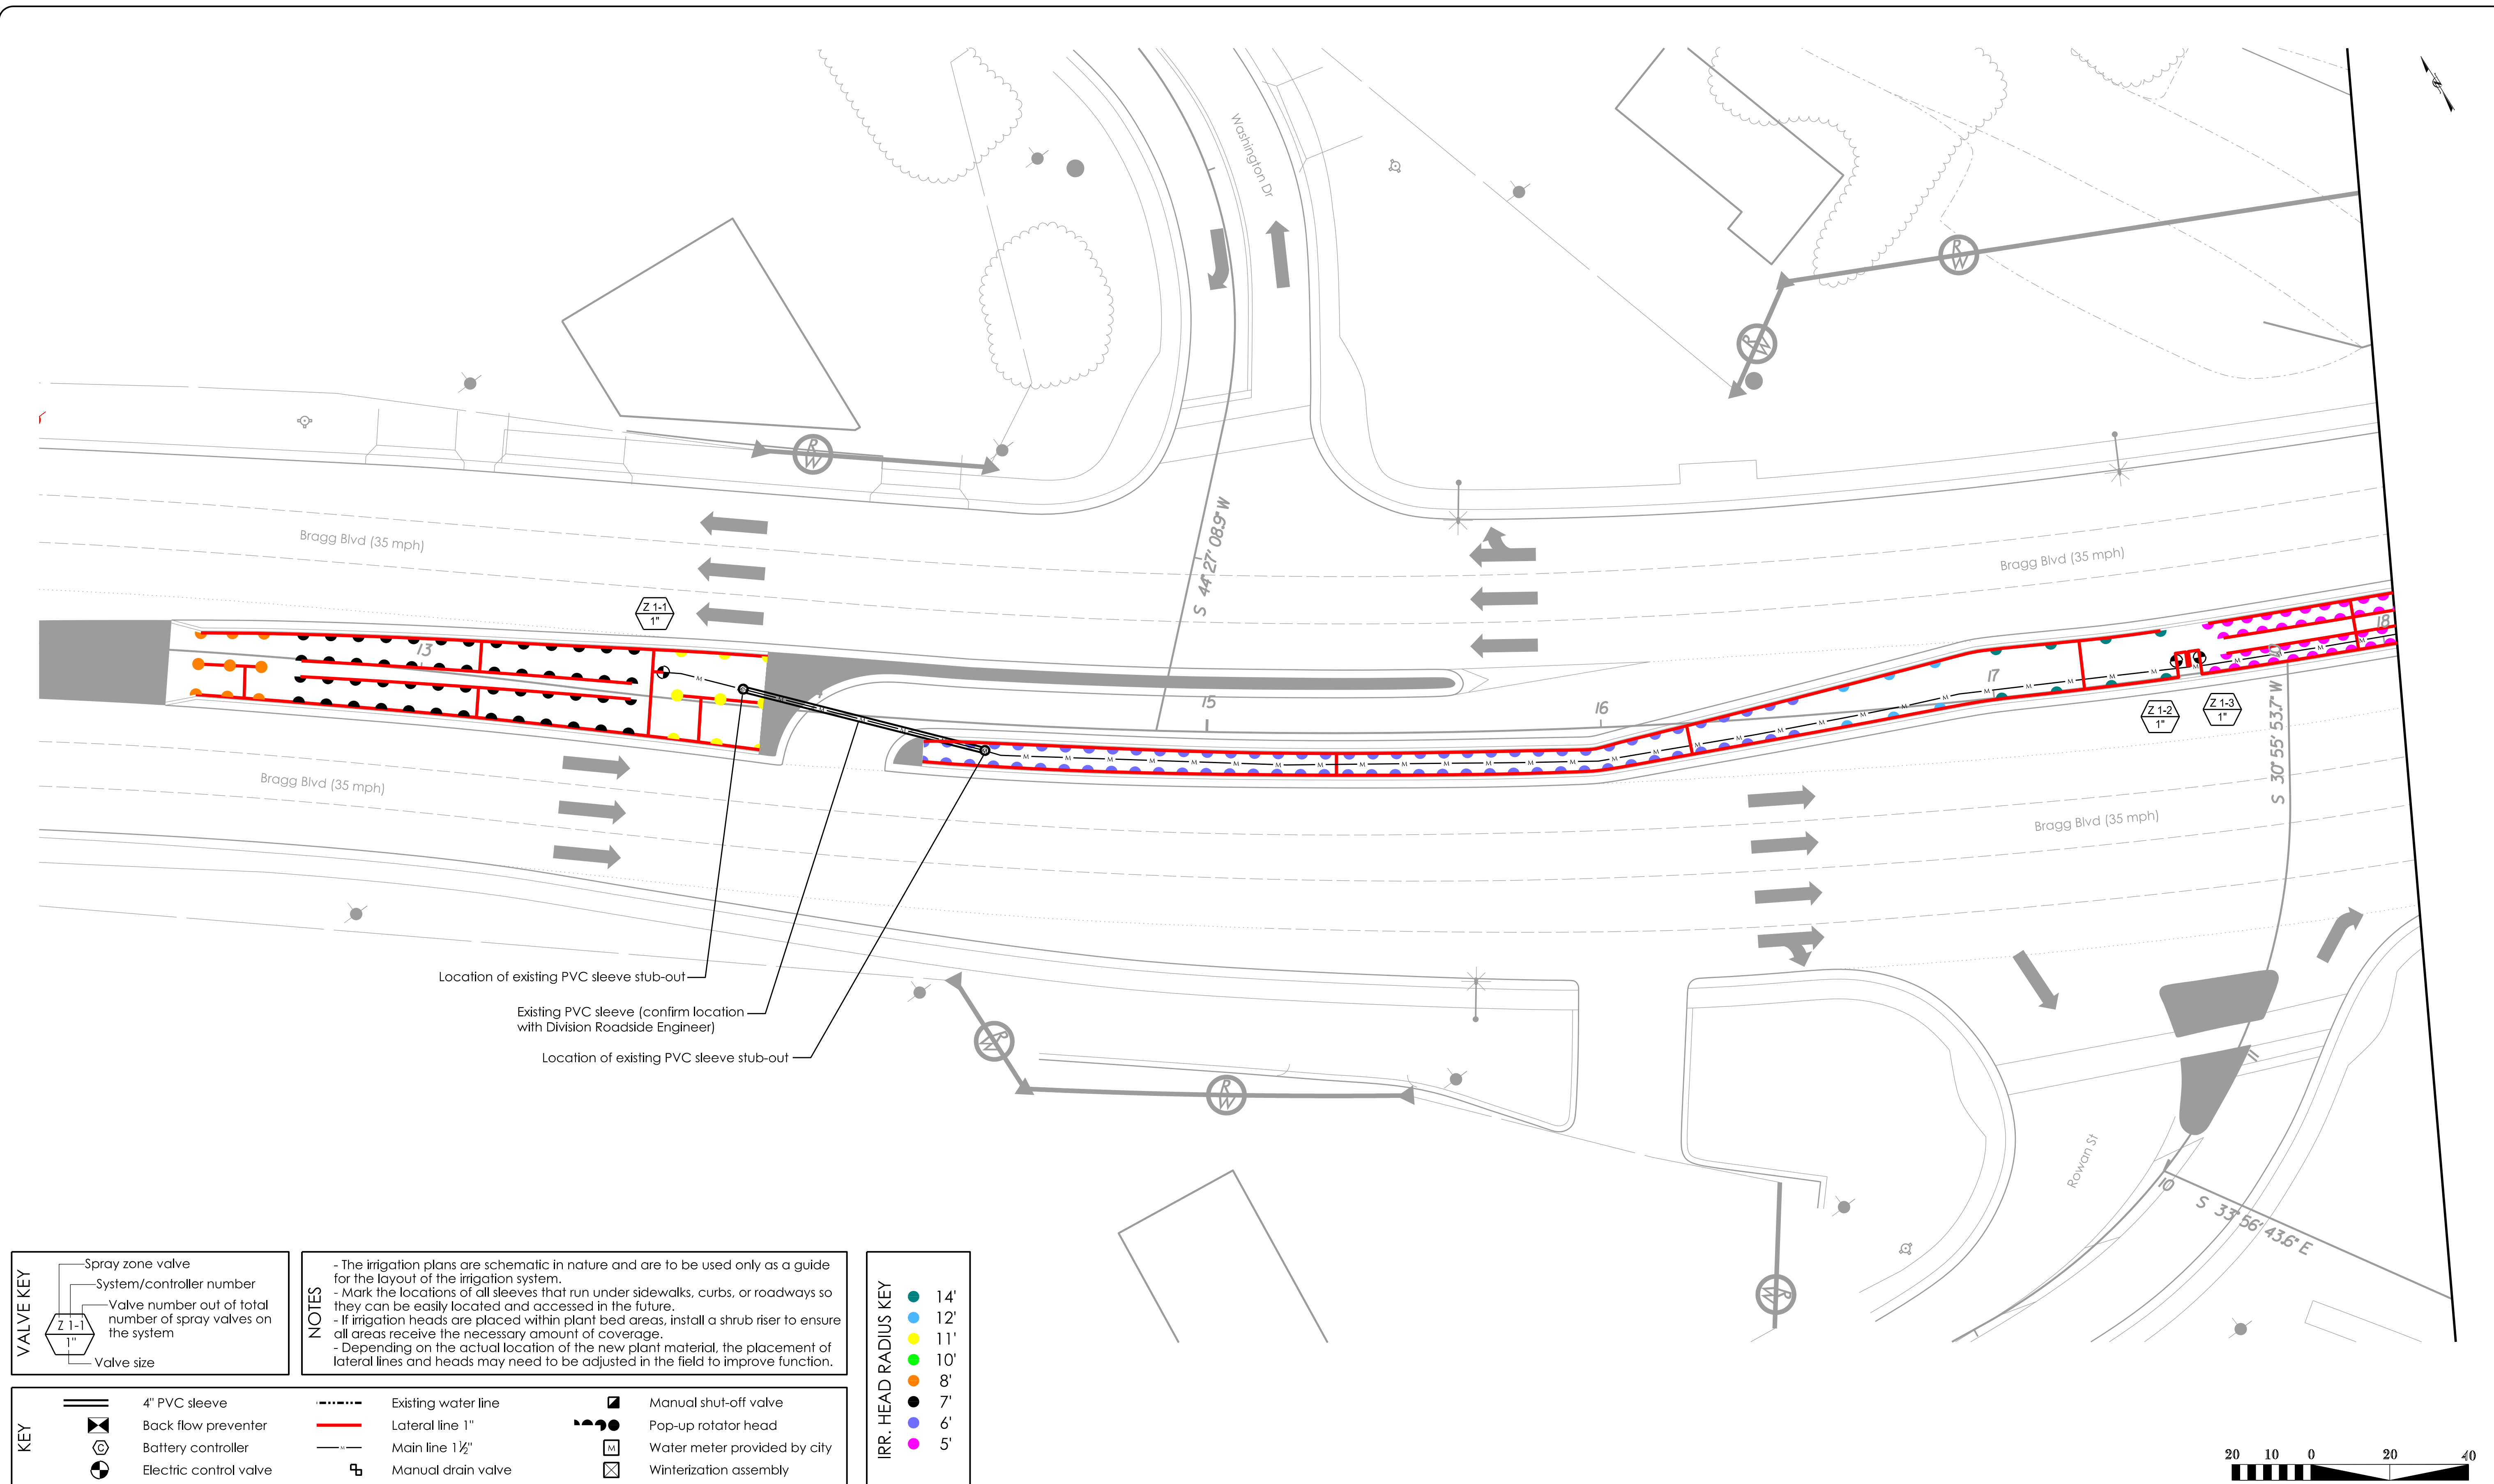 Washington Dr
R
W
R
W
R
W
S 44° 27' 08.9" W
Bragg Blvd (35 mph)
Bragg Blvd (35 mph)
Z 1-1
1"
13
15
16
17
18
Z 1-2
1"
Z 1-3
1"
S 30° 55' 53.7" W
Bragg Blvd (35 mph)
Bragg Blvd (35 mph)
Location of existing PVC sleeve stub-out
Existing PVC sleeve (confirm location
with Division Roadside Engineer)
Location of existing PVC sleeve stub-out
R
W
R
W
R
W
11
Rowan St
10
S 33° 56' 43.6" E
VALVE KEY
Spray zone valve
System/controller number
Valve number out of total
number of spray valves on
the system
Z 1-1
1"
Valve size
NOTES
- The irrigation plans are schematic in nature and are to be used only as a guide
for the layout of the irrigation system.
- Mark the locations of all sleeves that run under sidewalks, curbs, or roadways so
they can be easily located and accessed in the future.
- If irrigation heads are placed within plant bed areas, install a shrub riser to ensure
all areas receive the necessary amount of coverage.
- Depending on the actual location of the new plant material, the placement of
lateral lines and heads may need to be adjusted in the field to improve function.
KEY
4" PVC sleeve
Back flow preventer
C
Battery controller
Electric control valve
Existing water line
Lateral line 1"
M
Main line 1½"
Manual drain valve
Manual shut-off valve
Pop-up rotator head
M
Water meter provided by city
Winterization assembly
IRR. HEAD RADIUS KEY
14'
12'
11'
10'
8'
7'
6'
5'
20 10 0 20 40